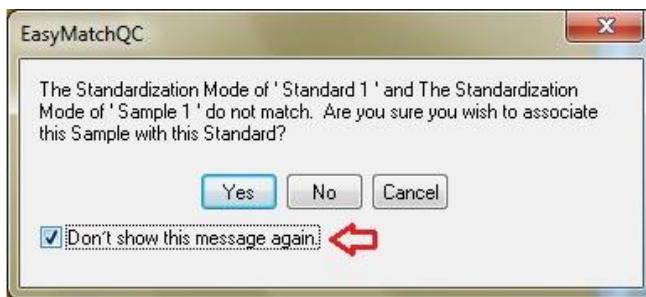 EasyMatchQC
The Standardization Mode of ' Standard 1 ' and The Standardization
Mode of ' Sample 1 ' do not match.  Are you sure you wish to associate
this Sample with this Standard?
Yes No Cancel
Don't show this message again.